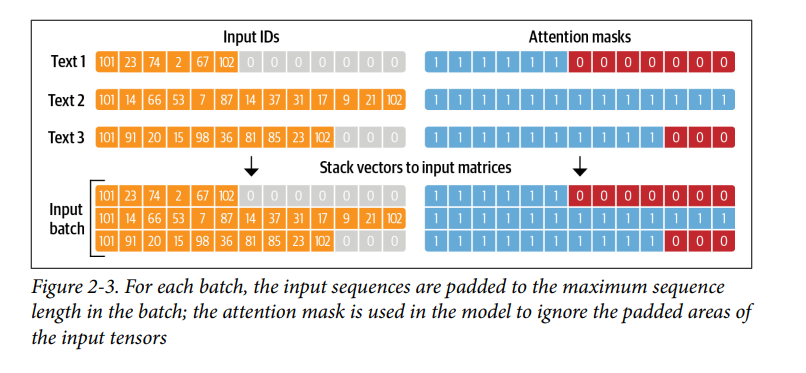 Input IDs Attention masks
Text 1 101 23 74 2 67 102 0 0 0 0 0 0 0 1 1 1 1 1 1 0 0 0 0 0 0 0
Text 2 101 14 66 53 7 87 14 37 31 17 9 21 102 1 1 1 1 1 1 1 1 1 1 1 1 1
Text 3 101 91 20 15 98 36 81 85 23 102 0 0 0 1 1 1 1 1 1 1 1 1 1 0 0 0
Stack vectors to input matrices
Input batch
101 23 74 2 67 102 0 0 0 0 0 0 0 1 1 1 1 1 1 0 0 0 0 0 0 0
101 14 66 53 7 87 14 37 31 17 9 21 102 1 1 1 1 1 1 1 1 1 1 1 1 1
101 91 20 15 98 36 81 85 23 102 0 0 0 1 1 1 1 1 1 1 1 1 1 0 0 0
Figure 2-3. For each batch, the input sequences are padded to the maximum sequence
length in the batch; the attention mask is used in the model to ignore the padded areas of
the input tensors